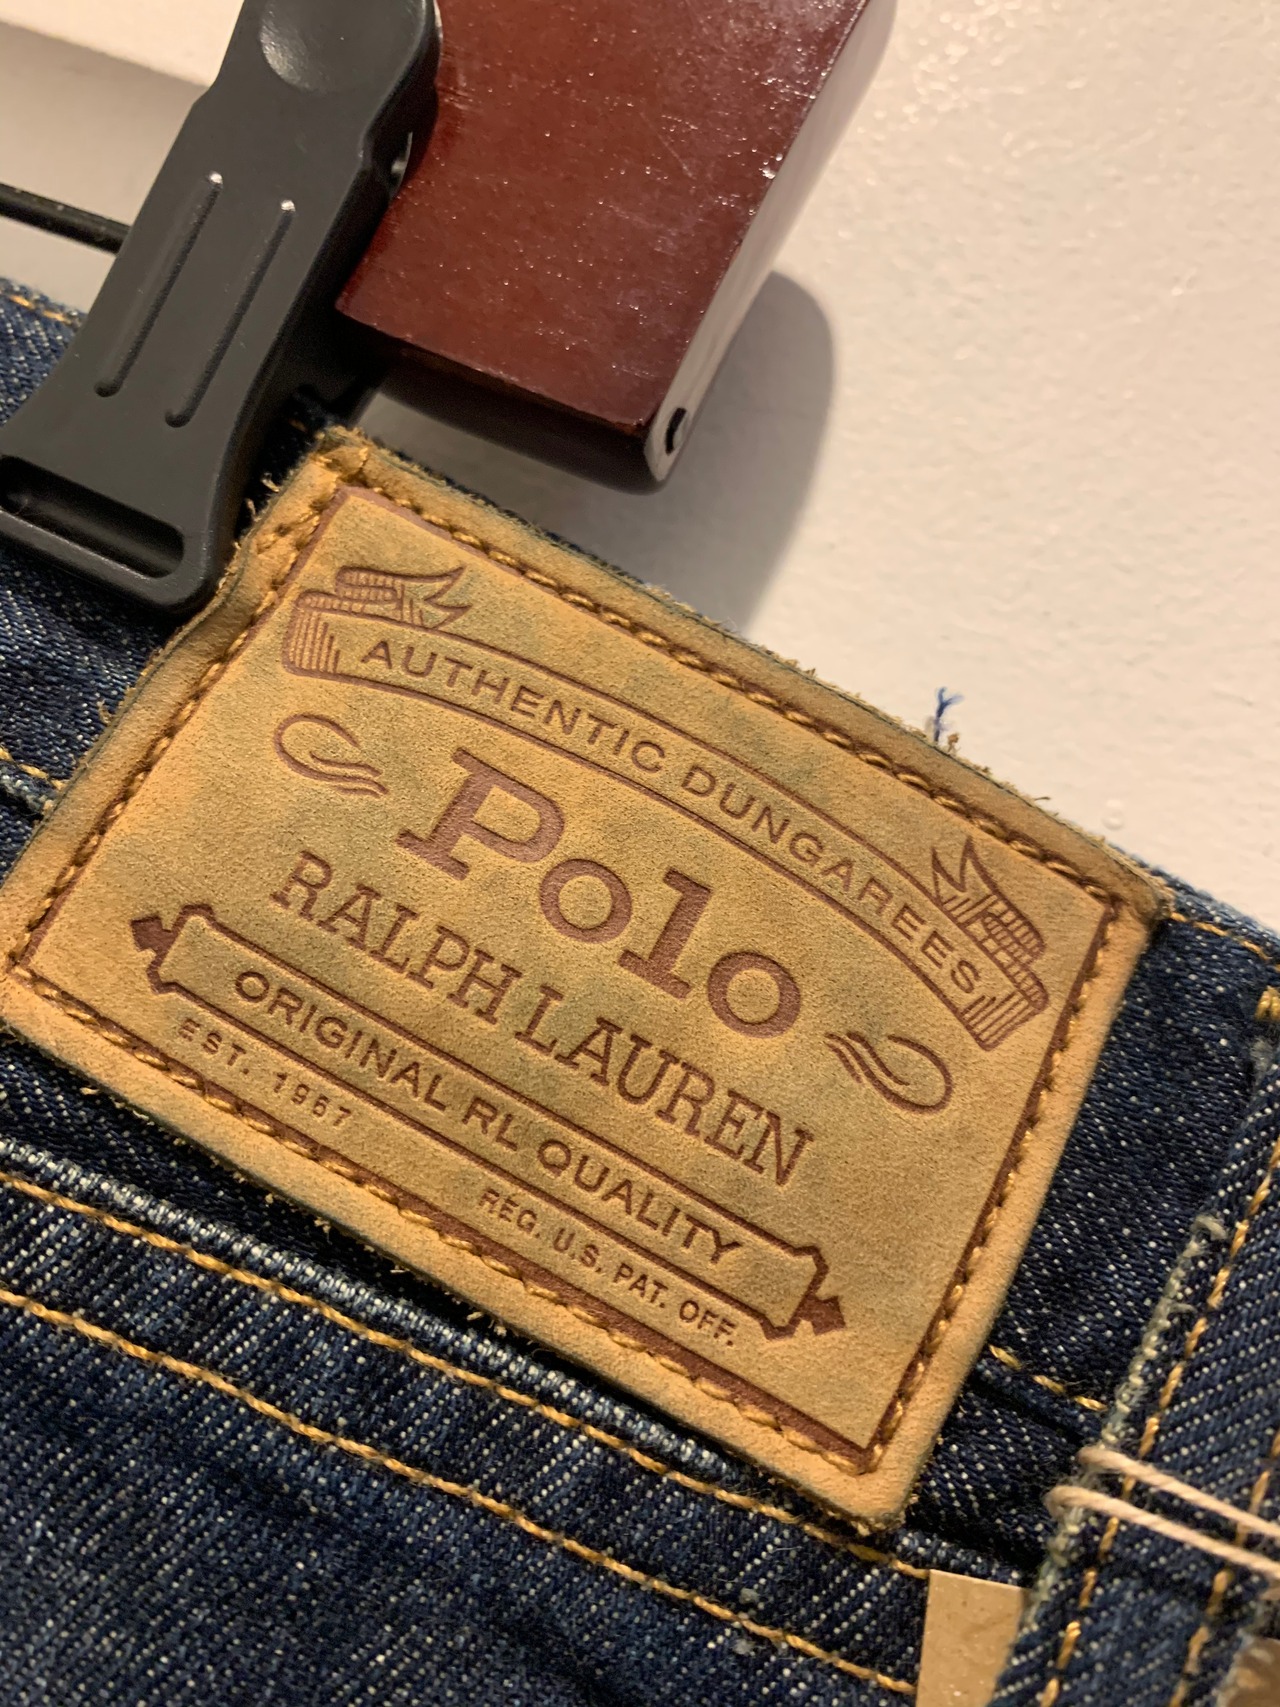 AUTHENTIC DUNGAREES
Polo
RALPH LAUREN
ORIGINAL RL QUALITY
EST. 1967
REG. U.S. PAT. OFF.